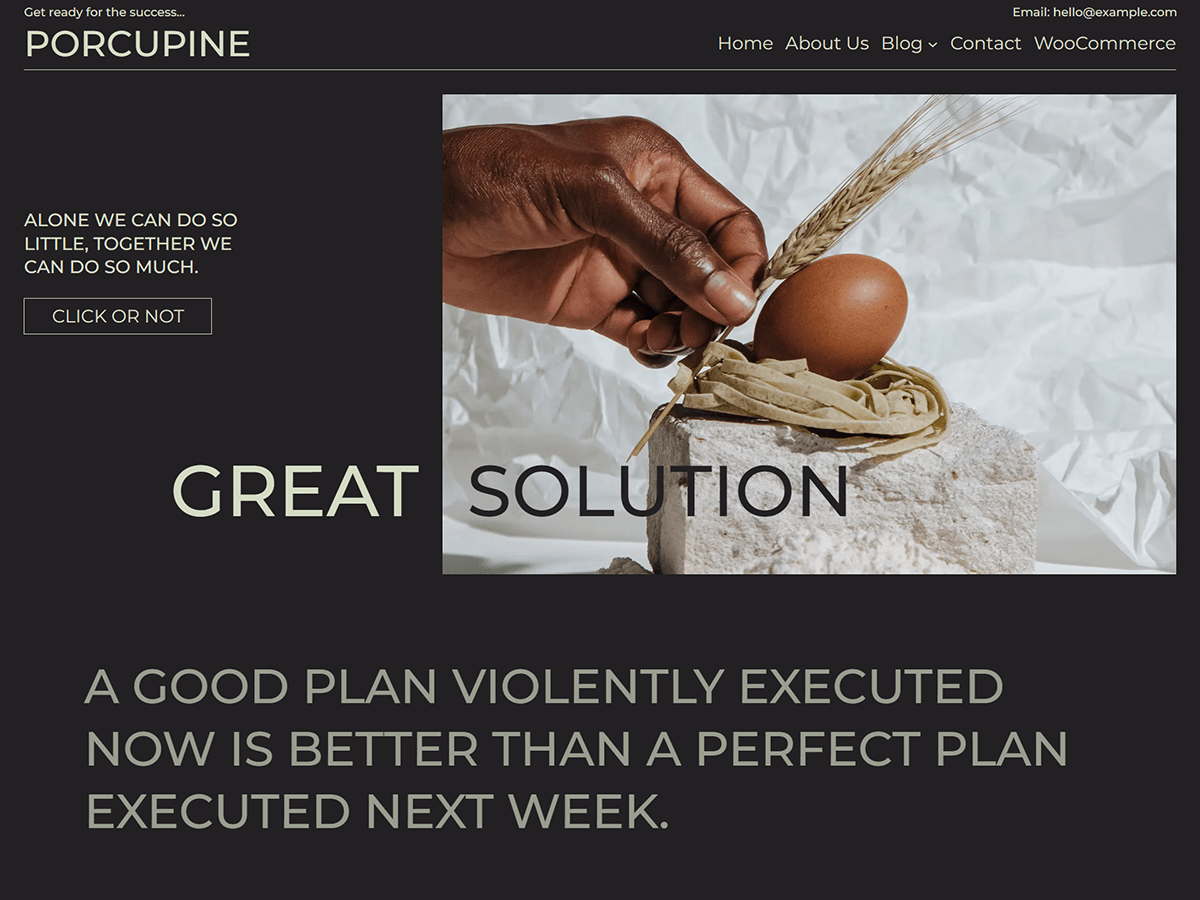 Get ready for the success...
Email: hello@example.com
PORCUPINE
Home About Us Blog Contact WooCommerce
ALONE WE CAN DO SO
LITTLE, TOGETHER WE
CAN DO SO MUCH.
CLICK OR NOT
GREAT SOLUTION
A GOOD PLAN VIOLENTLY EXECUTED
NOW IS BETTER THAN A PERFECT PLAN
EXECUTED NEXT WEEK.